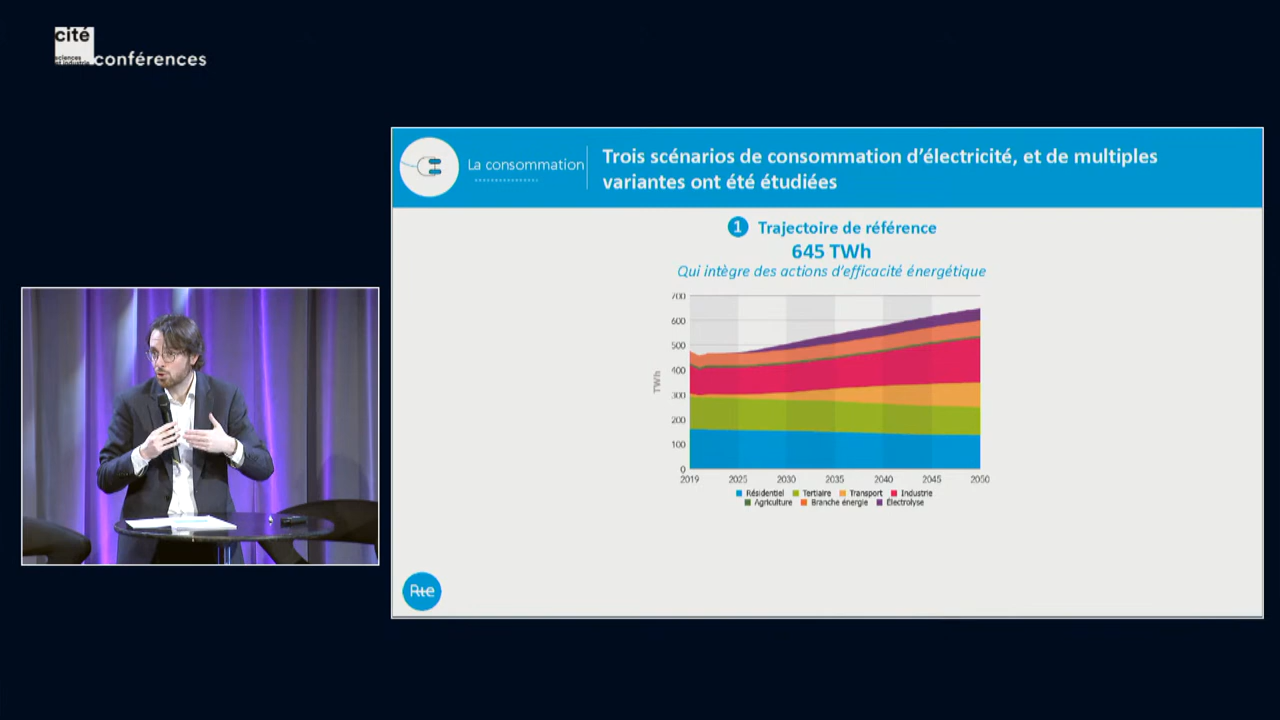 cité
sciences
et industrie
conférences
La consommation
Trois scénarios de consommation d'électricité, et de multiples
variantes ont été étudiées
1 Trajectoire de référence
645 TWh
Qui intègre des actions d'efficacité énergétique
700
600
500
400
300
200
100
0
TWh
2019 2025 2030 2035 2040 2045 2050
Résidentiel Tertiaire Transport Industrie
Agriculture Branche énergie Électrolyse
Rte